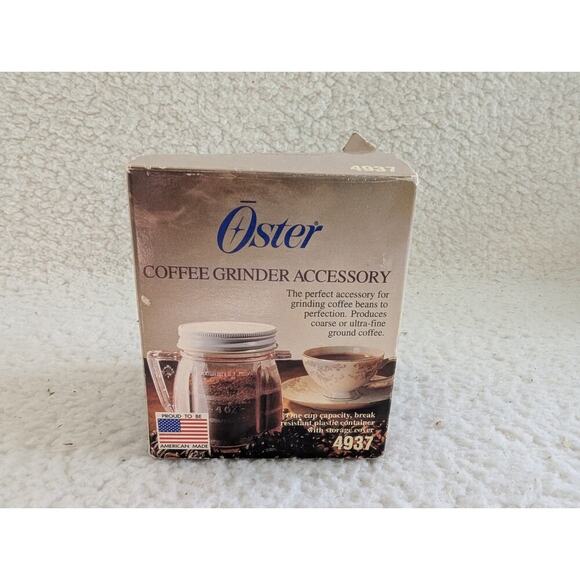 4937
Oster®
COFFEE GRINDER ACCESSORY
The perfect accessory for
grinding coffee beans to
perfection. Produces
coarse or ultra-fine
ground coffee.
One cup capacity, break
resistant plastic container
with storage cover
4937
PROUD TO BE
AMERICAN MADE